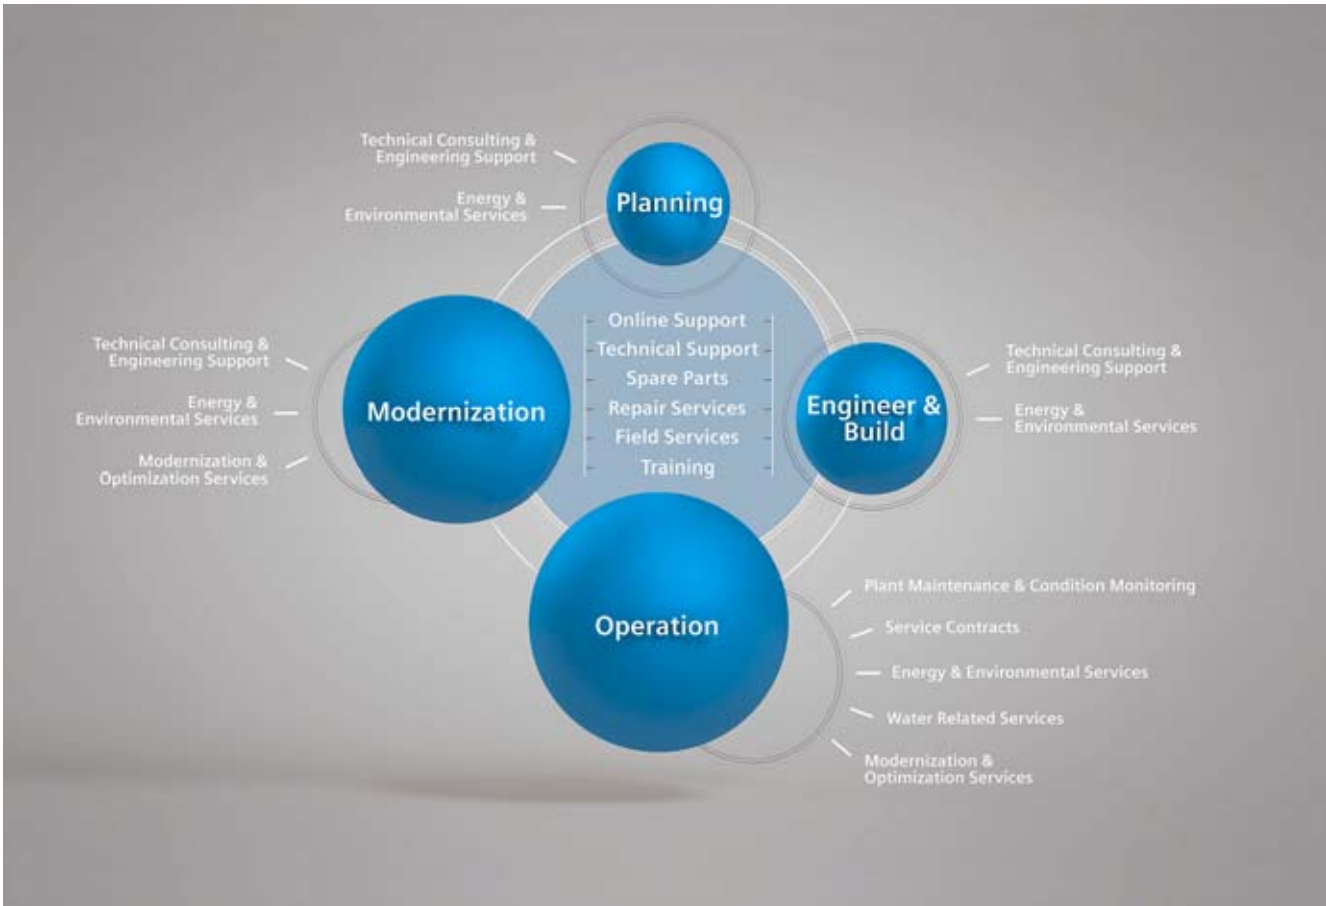 Technical Consulting &
Engineering Support
Energy &
Environmental Services
Planning
Online Support
Technical Support
Spare Parts
Repair Services
Field Services
Training
Technical Consulting &
Engineering Support
Energy &
Environmental Services
Modernization &
Optimization Services
Modernization
Engineer &
Build
Technical Consulting &
Engineering Support
Energy &
Environmental Services
Operation
Plant Maintenance & Condition Monitoring
Service Contracts
Energy & Environmental Services
Water Related Services
Modernization &
Optimization Services